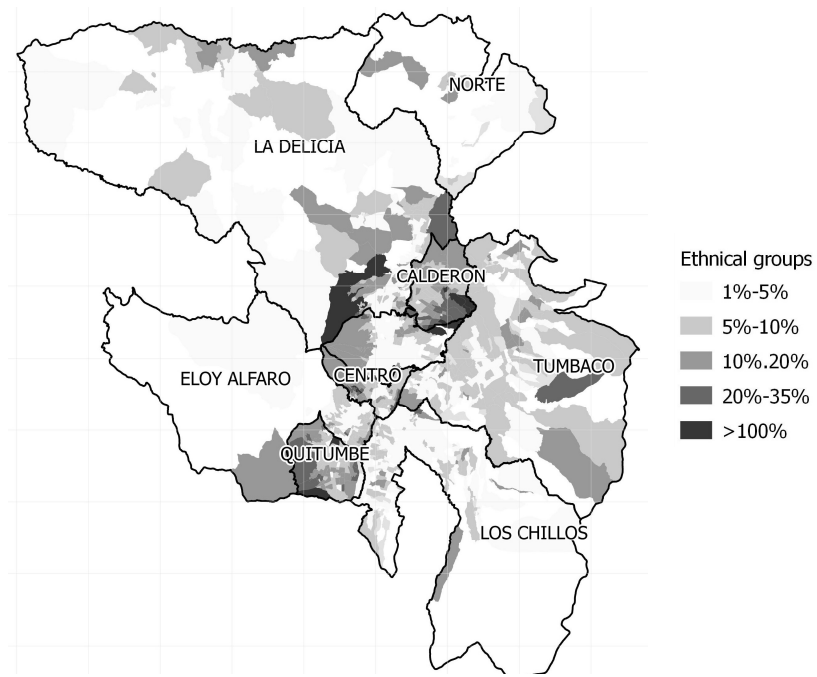 NORTE
LA DELICIA
CALDERON
Ethnical groups
1%-5%
5%-10%
10%.20%
20%-35%
>100%
TUMBACO
CENTRO
ELOY ALFARO
QUITUMBE
LOS CHILLOS